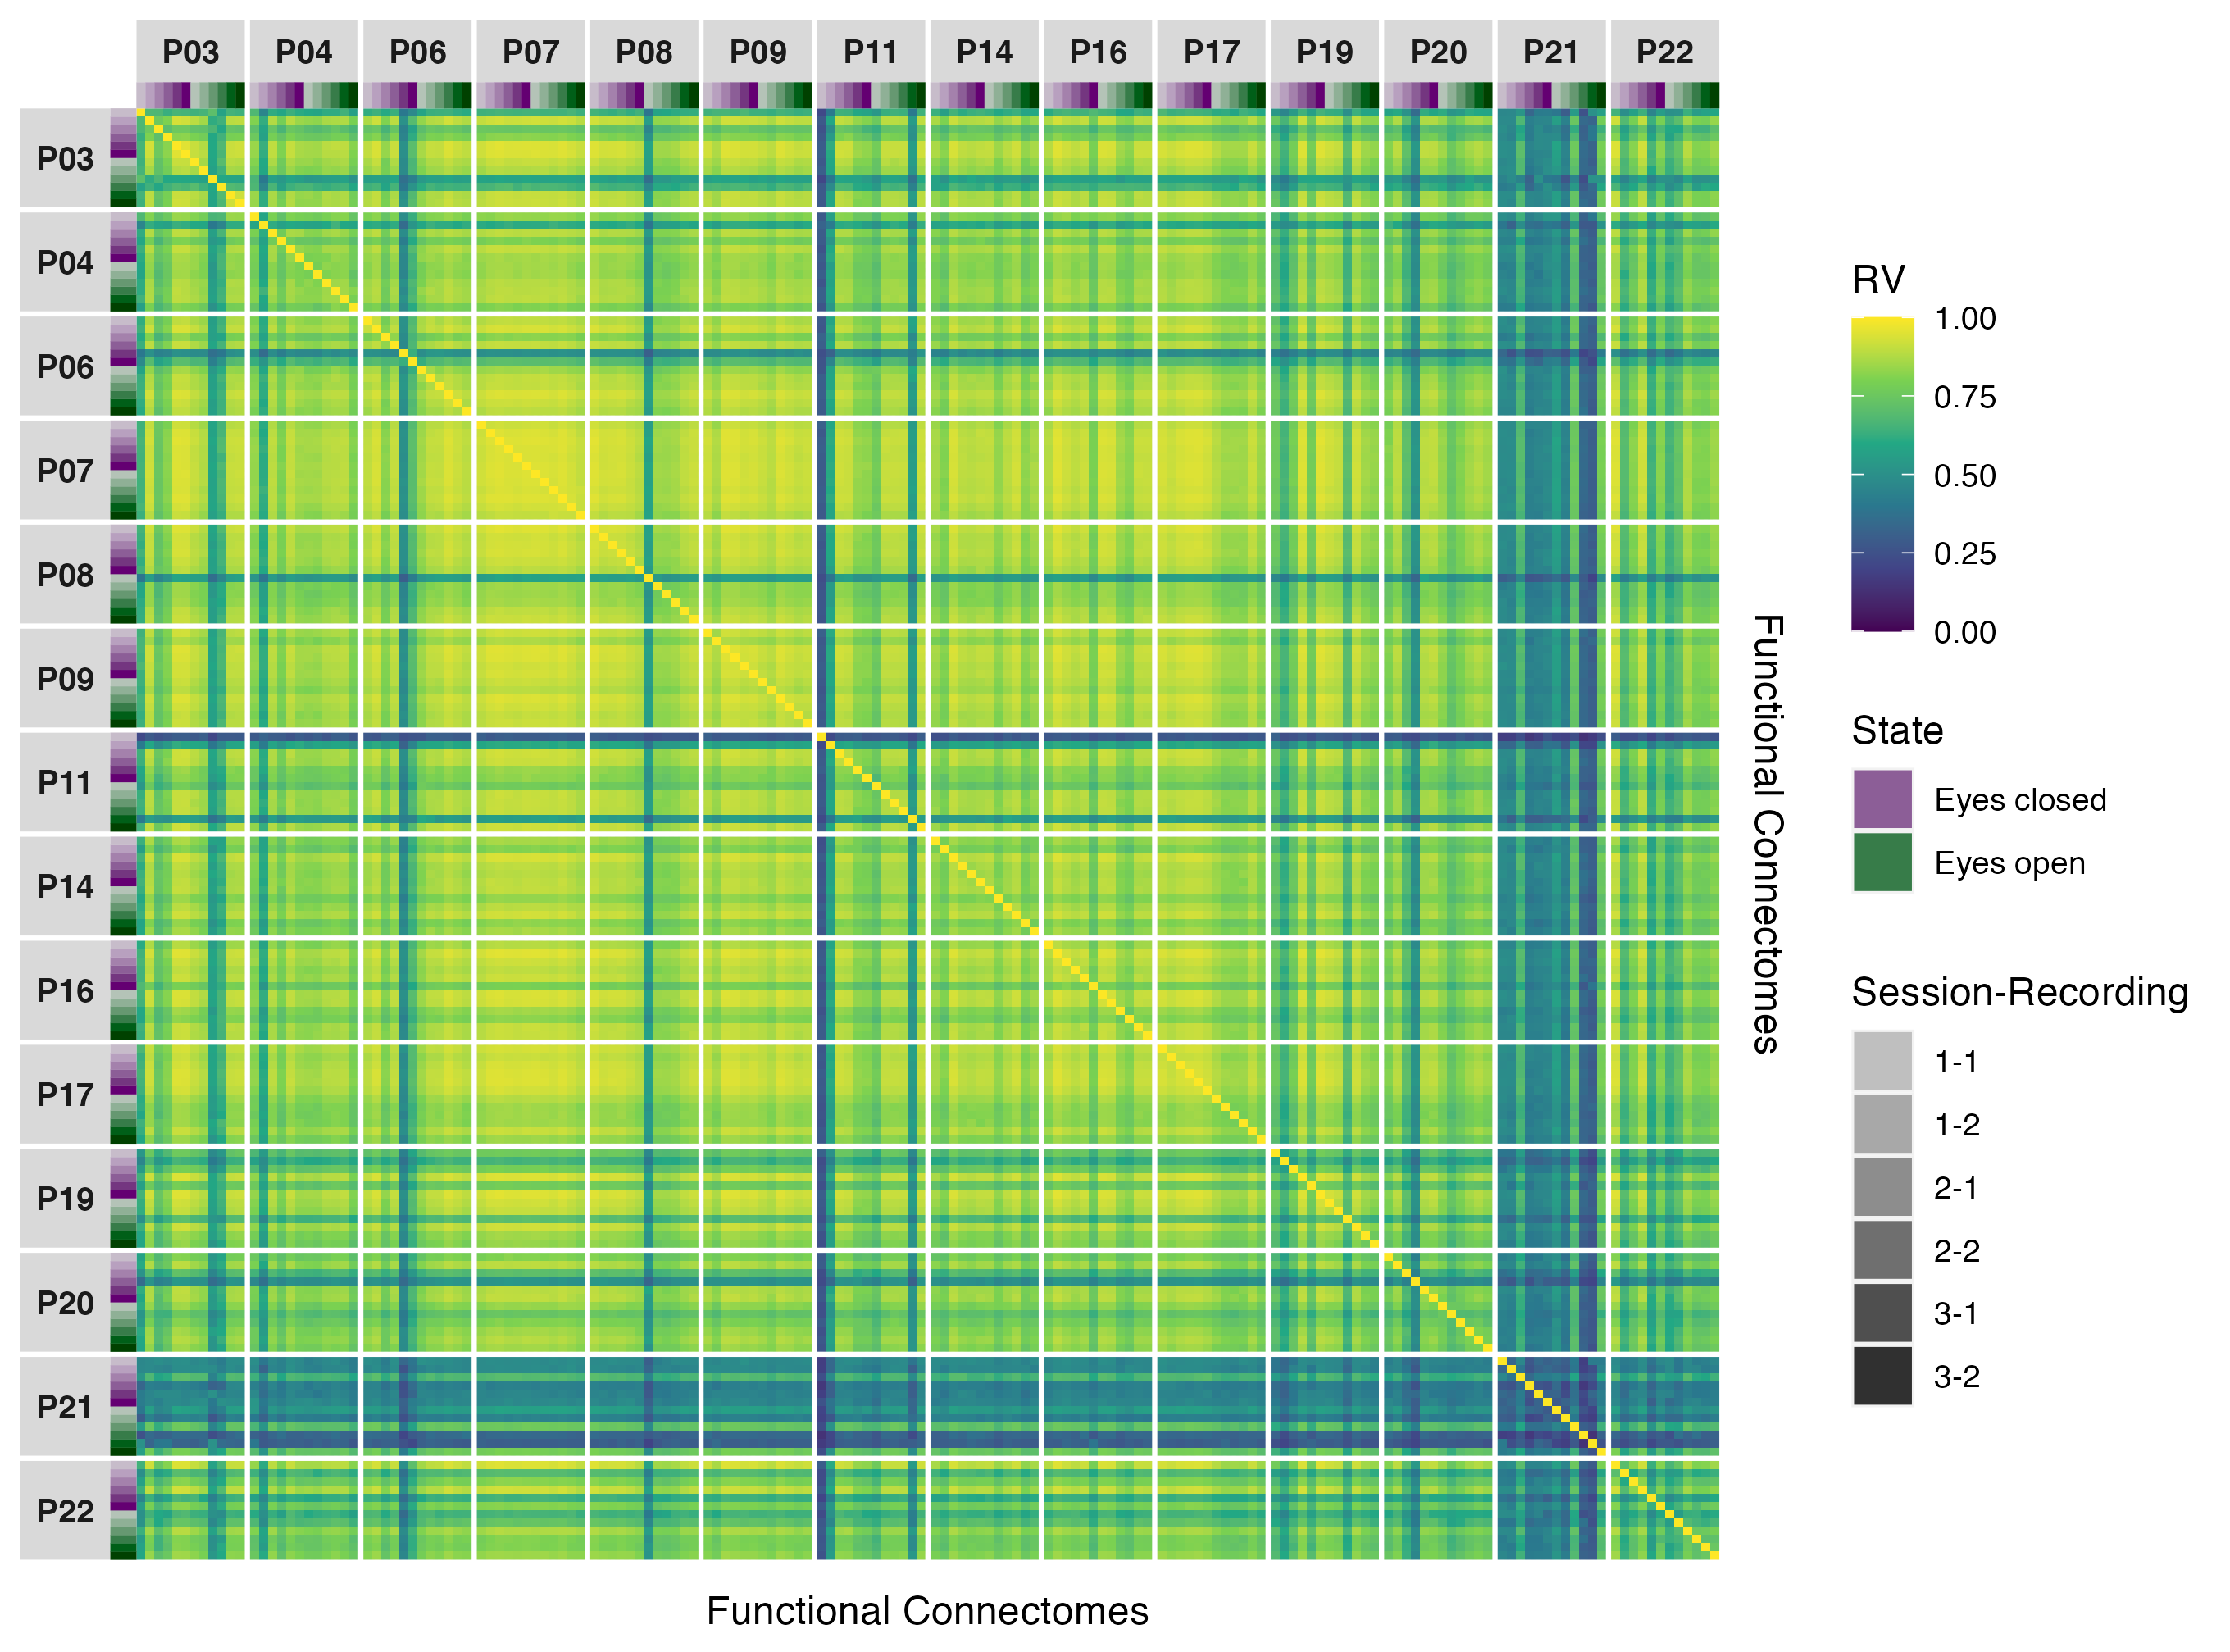 P03 P04 P06 P07 P08 P09 P11 P14 P16 P17 P19 P20 P21 P22
P03
P04
P06
P07
P08
P09
P11
P14
P16
P17
P19
P20
P21
P22
Functional Connectomes
Functional Connectomes
RV
1.00
0.75
0.50
0.25
0.00
State
Eyes closed
Eyes open
Session-Recording
1-1
1-2
2-1
2-2
3-1
3-2